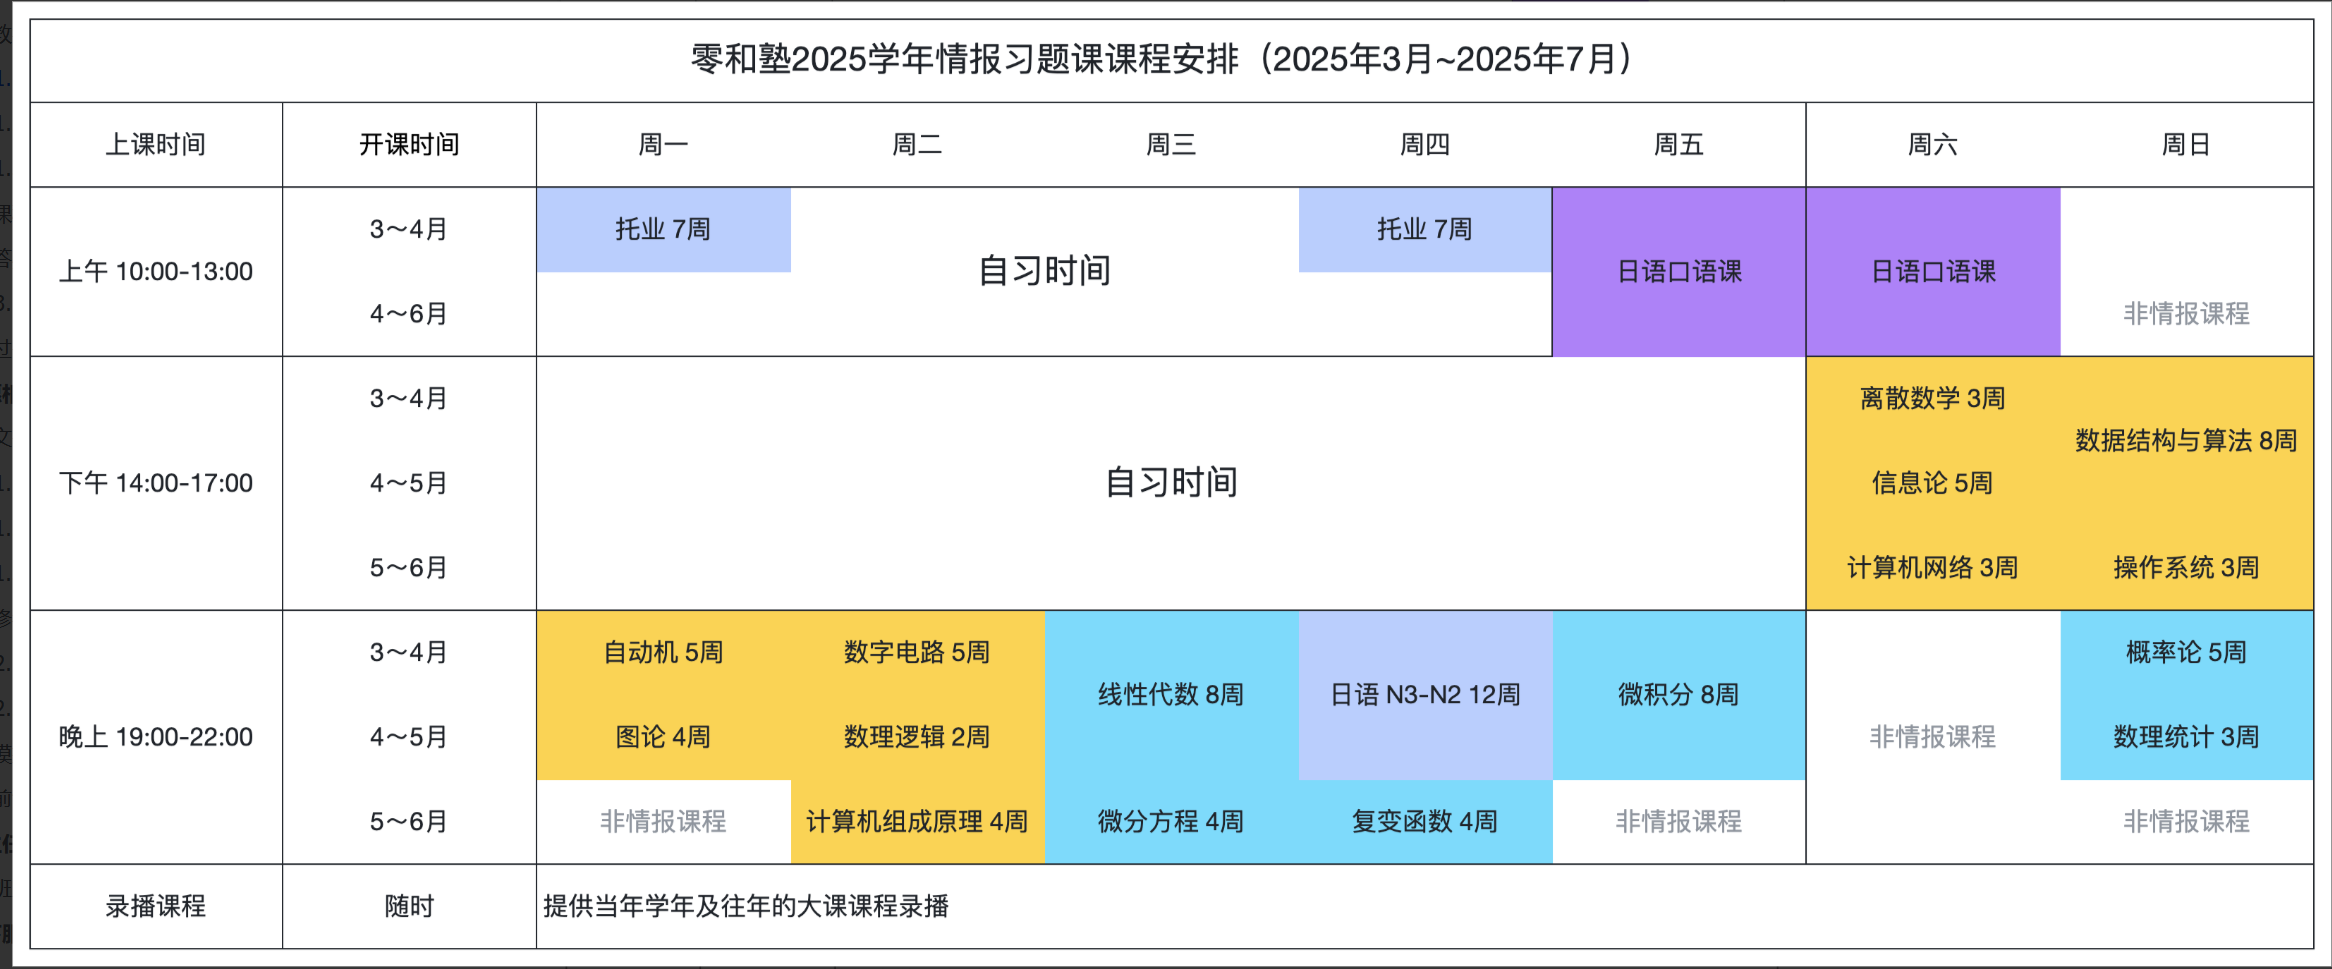 零和塾2025学年情报习题课课程安排（2025年3月~2025年7月）
上课时间 开课时间 周一 周二 周三 周四 周五 周六 周日
上午 10:00-13:00
3～4月 托业 7周 托业 7周
自习时间 日语口语课 日语口语课
4～6月 非情报课程
下午 14:00-17:00
3～4月 离散数学 3周
数据结构与算法 8周
4～5月 自习时间 信息论 5周
5～6月 计算机网络 3周 操作系统 3周
晚上 19:00-22:00
3～4月 自动机 5周 数字电路 5周 概率论 5周
线性代数 8周 日语 N3-N2 12周 微积分 8周
4～5月 图论 4周 数理逻辑 2周 非情报课程 数理统计 3周
5～6月 非情报课程 计算机组成原理 4周 微分方程 4周 复变函数 4周 非情报课程 非情报课程
录播课程 随时 提供当年学年及往年的大课课程录播